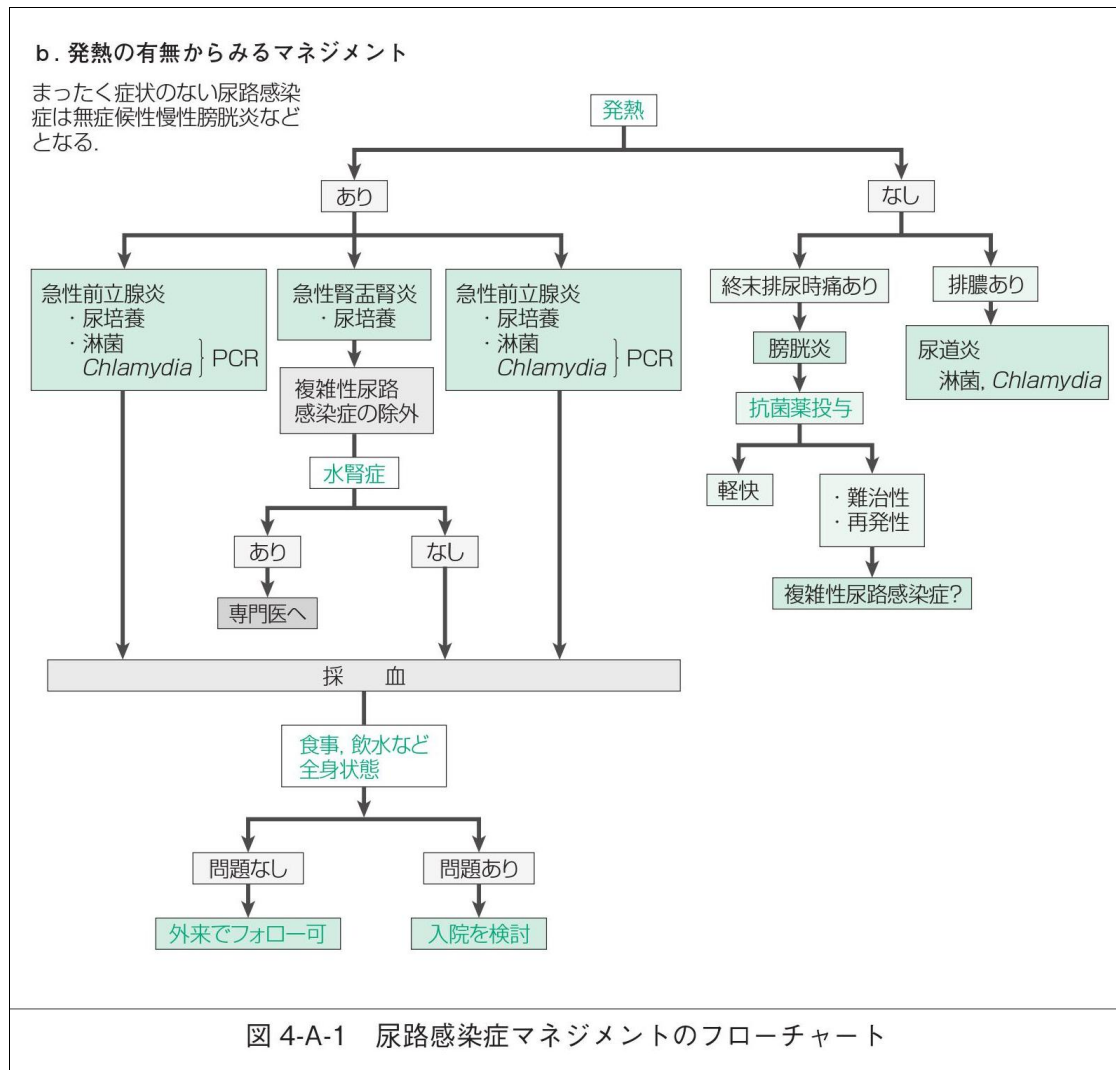 b. 発熱の有無からみるマネジメント
まったく症状のない尿路感染
症は無症候性慢性膀胱炎など
となる.
発熱
あり
なし
急性前立腺炎
・尿培養
・淋菌
Chlamydia } PCR
急性腎盂腎炎
・尿培養
急性前立腺炎
・尿培養
・淋菌
Chlamydia } PCR
終末排尿時痛あり
排膿あり
膀胱炎
尿道炎
淋菌, Chlamydia
複雑性尿路
感染症の除外
抗菌薬投与
水腎症
軽快
・難治性
・再発性
あり
なし
複雑性尿路感染症?
専門医へ
採 血
食事, 飲水など
全身状態
問題なし
問題あり
外来でフォロー可
入院を検討
図 4-A-1 尿路感染症マネジメントのフローチャート